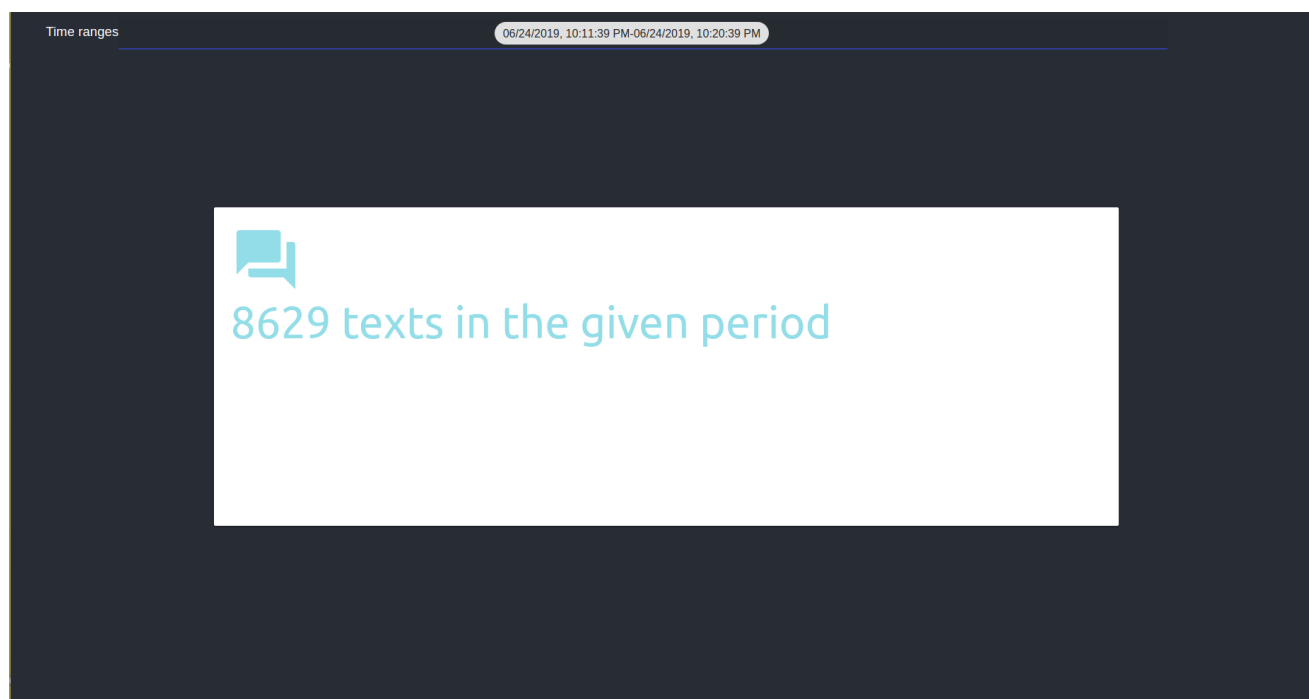 Time ranges
06/24/2019, 10:11:39 PM-06/24/2019, 10:20:39 PM
8629 texts in the given period